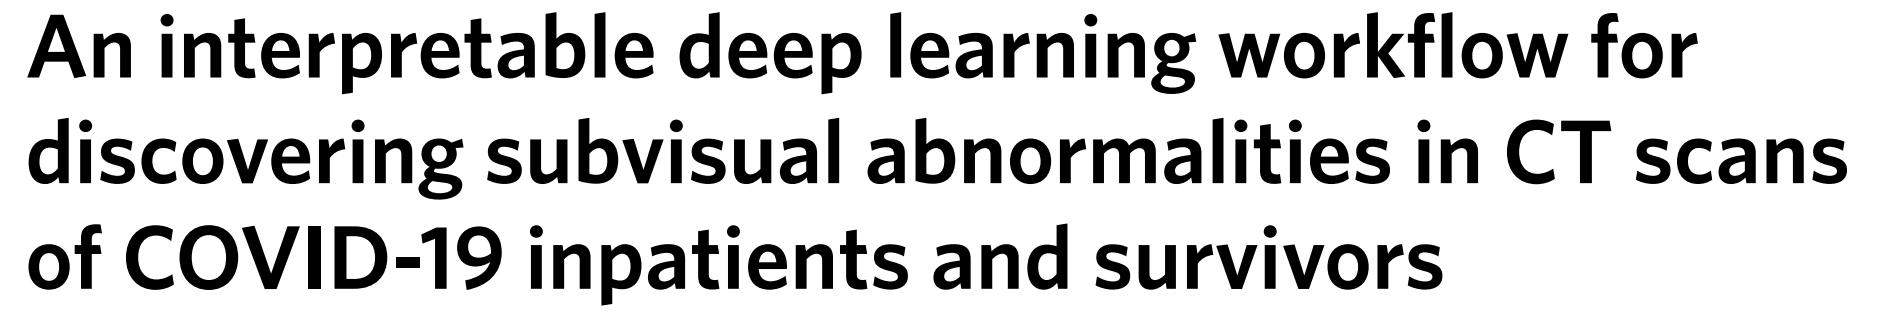 An interpretable deep learning workflow for
discovering subvisual abnormalities in CT scans
of COVID-19 inpatients and survivors